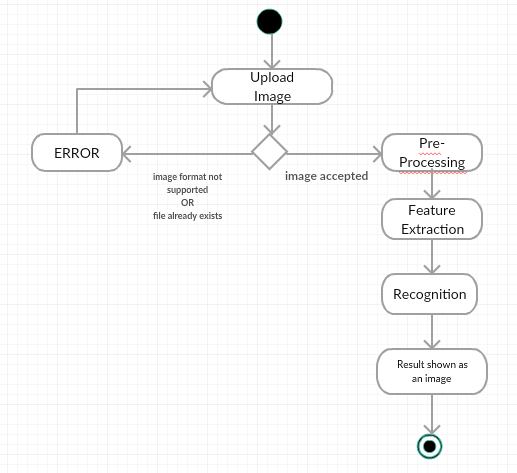 Upload
Image
ERROR
Pre-
Processing
image format not
supported
OR
file already exists
image accepted
Feature
Extraction
Recognition
Result shown as
an image